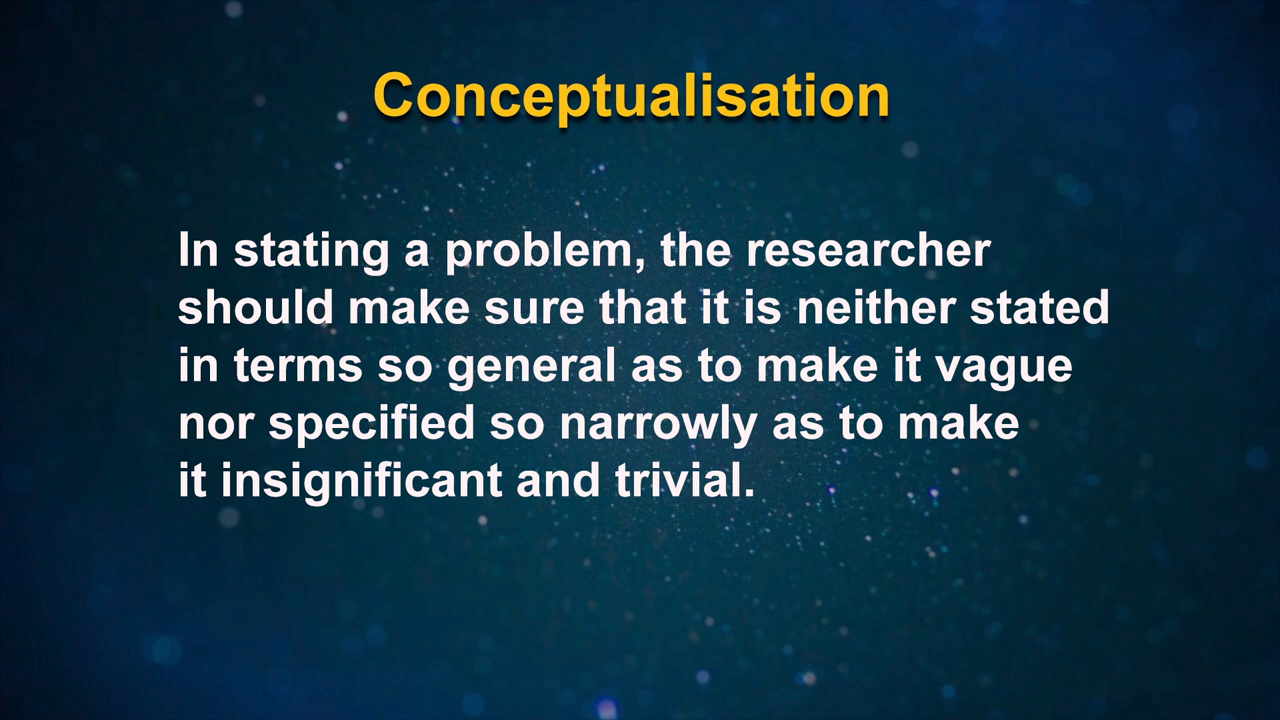 Conceptualisation
In stating a problem, the researcher
should make sure that it is neither stated
in terms so general as to make it vague
nor specified so narrowly as to make
it insignificant and trivial.